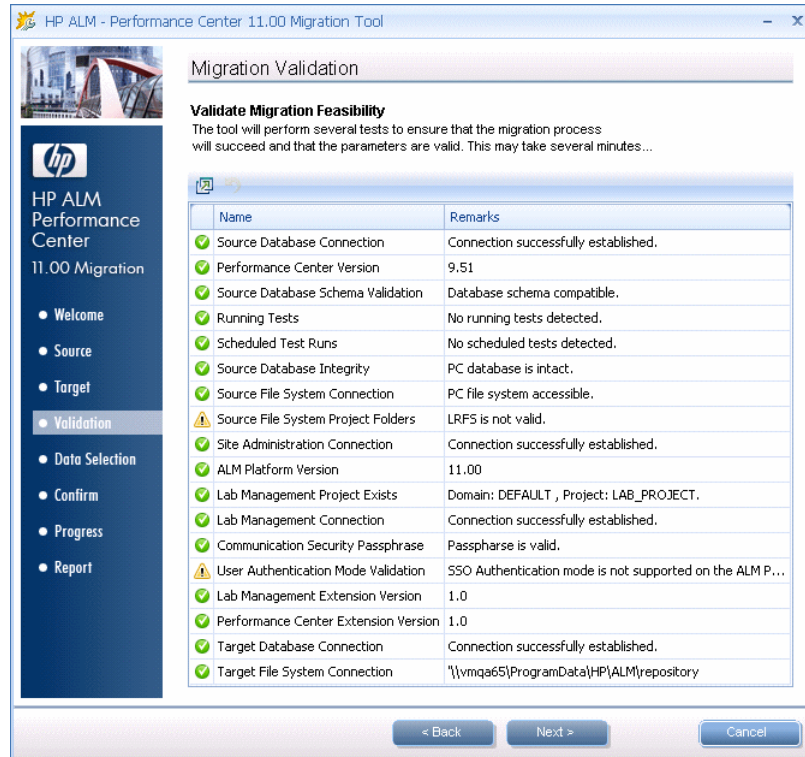 HP ALM - Performance Center 11.00 Migration Tool
Migration Validation
Validate Migration Feasibility
The tool will perform several tests to ensure that the migration process
will succeed and that the parameters are valid. This may take several minutes...
hp
HP ALM
Performance
Center
11.00 Migration
Welcome
Source
Target
Validation
Data Selection
Confirm
Progress
Report
Name Remarks
Source Database Connection Connection successfully established.
Performance Center Version 9.51
Source Database Schema Validation Database schema compatible.
Running Tests No running tests detected.
Scheduled Test Runs No scheduled tests detected.
Source Database Integrity PC database is intact.
Source File System Connection PC file system accessible.
Source File System Project Folders LRFS is not valid.
Site Administration Connection Connection successfully established.
ALM Platform Version 11.00
Lab Management Project Exists Domain: DEFAULT , Project: LAB_PROJECT.
Lab Management Connection Connection successfully established.
Communication Security Passphrase Passpharse is valid.
User Authentication Mode Validation SSO Authentication mode is not supported on the ALM P...
Lab Management Extension Version 1.0
Performance Center Extension Version 1.0
Target Database Connection Connection successfully established.
Target File System Connection "\\vmqa65\ProgramData\HP\ALM\repository
< Back Next > Cancel